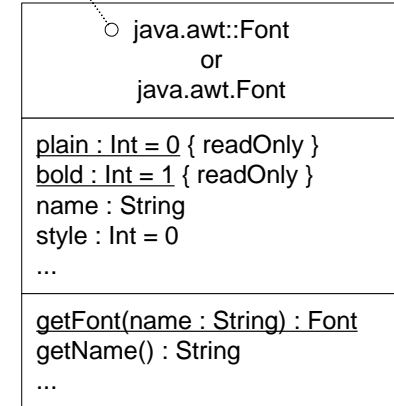 java.awt::Font
or
java.awt.Font
plain : Int = 0 { readOnly }
bold : Int = 1 { readOnly }
name : String
style : Int = 0
...
getFont(name : String) : Font
getName() : String
...